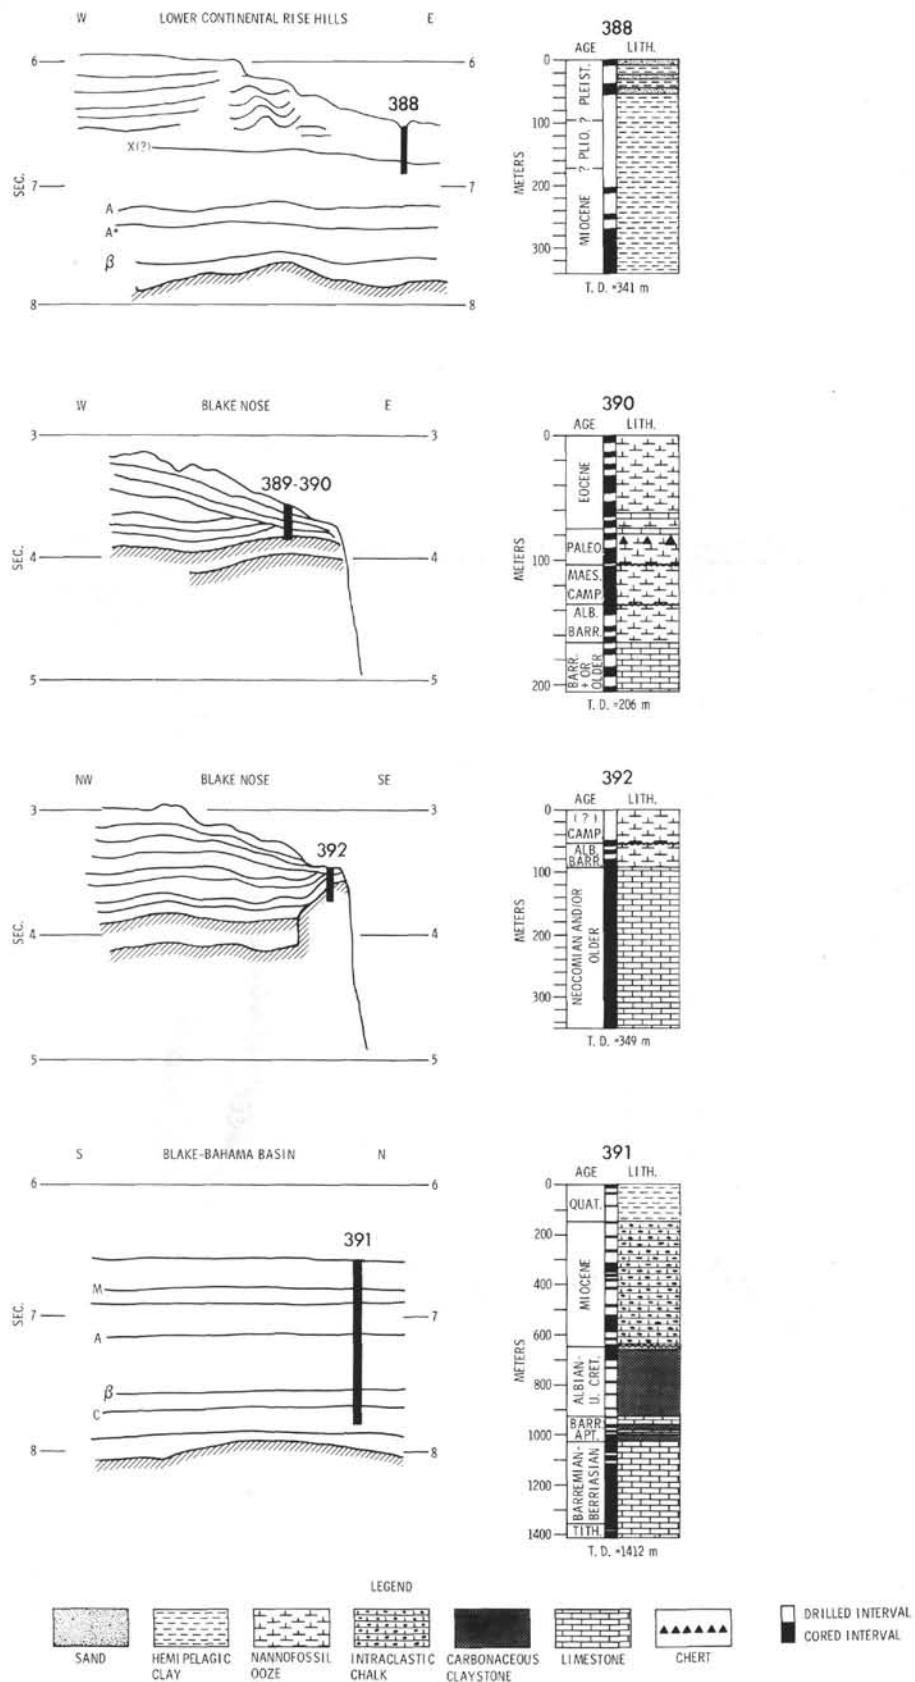 W LOWER CONTINENTAL RISE HILLS E
6 6
388
X(?)
SEC.
7 7
A
A*
β
8 8
388
AGE LITH.
METERS
0
100
200
300
PLEIST.
? PLIO. ?
MIOCENE
T. D. =341 m
W BLAKE NOSE E
3 3
389-390
SEC.
4 4
5 5
390
AGE LITH.
METERS
0
100
200
EOCENE
PALEO
MAES.
CAMP.
ALB.
BARR.
BARR.
+ OR
OLDER
T. D. =206 m
NW BLAKE NOSE SE
3 3
392
SEC.
4 4
5 5
392
AGE LITH.
METERS
0
100
200
300
(?)
CAMP.
ALB.
BARR.
NEOCOMIAN AND/OR
OLDER
T. D. =349 m
S BLAKE-BAHAMA BASIN N
6 6
391
M
SEC.
7 7
A
β
C
8 8
391
AGE LITH.
METERS
0
200
400
600
800
1000
1200
1400
QUAT.
MIOCENE
ALBIAN-
U. CRET.
BARR.
APT.
BARREMIAN-
BERRIASIAN
TITH.
T. D. =1412 m
LEGEND
SAND
HEMIPELAGIC
CLAY
NANNOFOSSIL
OOZE
INTRACLASTIC
CHALK
CARBONACEOUS
CLAYSTONE
LIMESTONE
CHERT
DRILLED INTERVAL
CORED INTERVAL